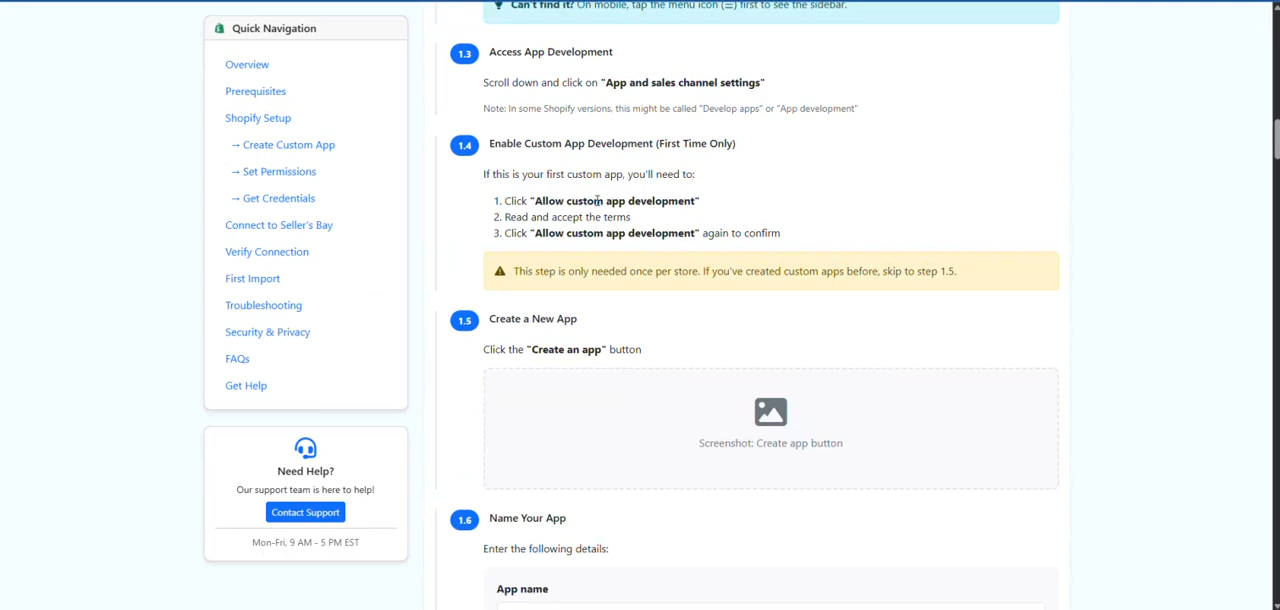 Quick Navigation
Overview
Prerequisites
Shopify Setup
→ Create Custom App
→ Set Permissions
→ Get Credentials
Connect to Seller's Bay
Verify Connection
First Import
Troubleshooting
Security & Privacy
FAQs
Get Help
Need Help?
Our support team is here to help!
Contact Support
Mon-Fri, 9 AM - 5 PM EST
Can't find it? On mobile, tap the menu icon (☰) first to see the sidebar.
1.3 Access App Development
Scroll down and click on "App and sales channel settings"
Note: In some Shopify versions, this might be called "Develop apps" or "App development"
1.4 Enable Custom App Development (First Time Only)
If this is your first custom app, you'll need to:
1. Click "Allow custom app development"
2. Read and accept the terms
3. Click "Allow custom app development" again to confirm
This step is only needed once per store. If you've created custom apps before, skip to step 1.5.
1.5 Create a New App
Click the "Create an app" button
Screenshot: Create app button
1.6 Name Your App
Enter the following details:
App name